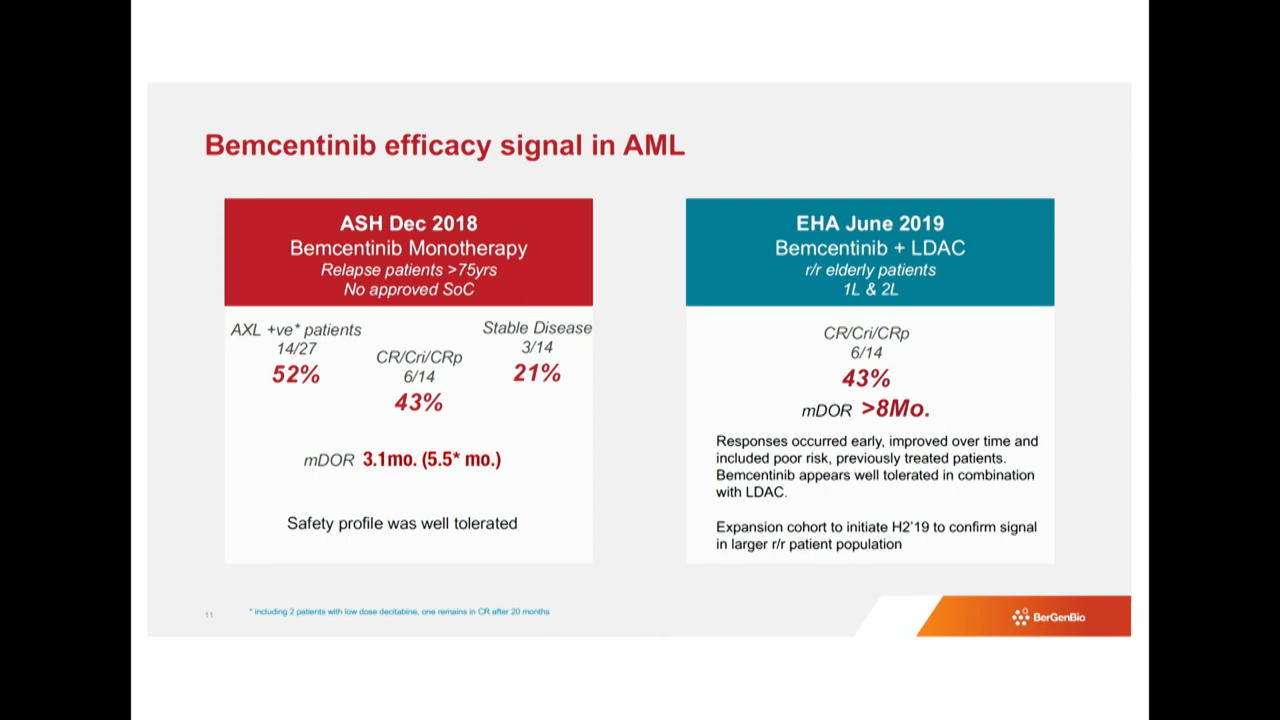 Bemcentinib efficacy signal in AML
ASH Dec 2018
Bemcentinib Monotherapy
Relapse patients >75yrs
No approved SoC
AXL +ve* patients
14/27
52%
CR/Cri/CRp
6/14
43%
Stable Disease
3/14
21%
mDOR 3.1mo. (5.5* mo.)
Safety profile was well tolerated
EHA June 2019
Bemcentinib + LDAC
r/r elderly patients
1L & 2L
CR/Cri/CRp
6/14
43%
mDOR >8Mo.
Responses occurred early, improved over time and
included poor risk, previously treated patients.
Bemcentinib appears well tolerated in combination
with LDAC.
Expansion cohort to initiate H2'19 to confirm signal
in larger r/r patient population
11
* including 2 patients with low dose decitabine, one remains in CR after 20 months
BerGenBio